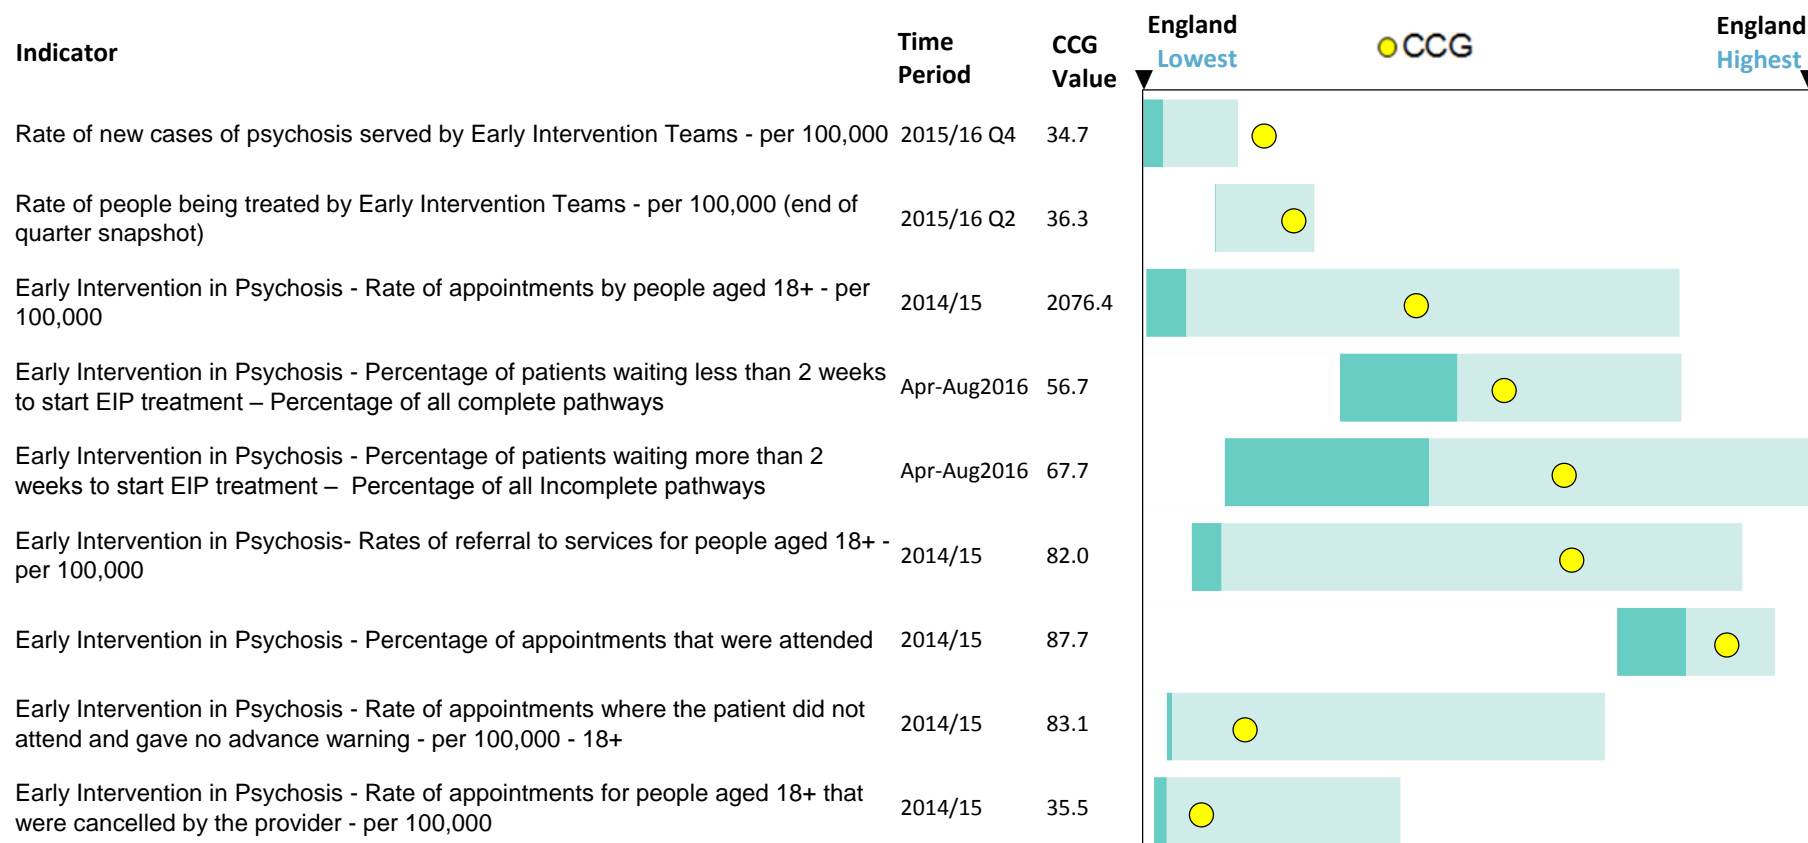 Indicator
Time
Period
CCG
Value
England
Lowest
CCG
England
Highest
Rate of new cases of psychosis served by Early Intervention Teams - per 100,000 2015/16 Q4 34.7
Rate of people being treated by Early Intervention Teams - per 100,000 (end of
quarter snapshot)
2015/16 Q2 36.3
Early Intervention in Psychosis - Rate of appointments by people aged 18+ - per
100,000
2014/15 2076.4
Early Intervention in Psychosis - Percentage of patients waiting less than 2 weeks
to start EIP treatment – Percentage of all complete pathways
Apr-Aug2016 56.7
Early Intervention in Psychosis - Percentage of patients waiting more than 2
weeks to start EIP treatment – Percentage of all Incomplete pathways
Apr-Aug2016 67.7
Early Intervention in Psychosis- Rates of referral to services for people aged 18+ -
per 100,000
2014/15 82.0
Early Intervention in Psychosis - Percentage of appointments that were attended 2014/15 87.7
Early Intervention in Psychosis - Rate of appointments where the patient did not
attend and gave no advance warning - per 100,000 - 18+
2014/15 83.1
Early Intervention in Psychosis - Rate of appointments for people aged 18+ that
were cancelled by the provider - per 100,000
2014/15 35.5